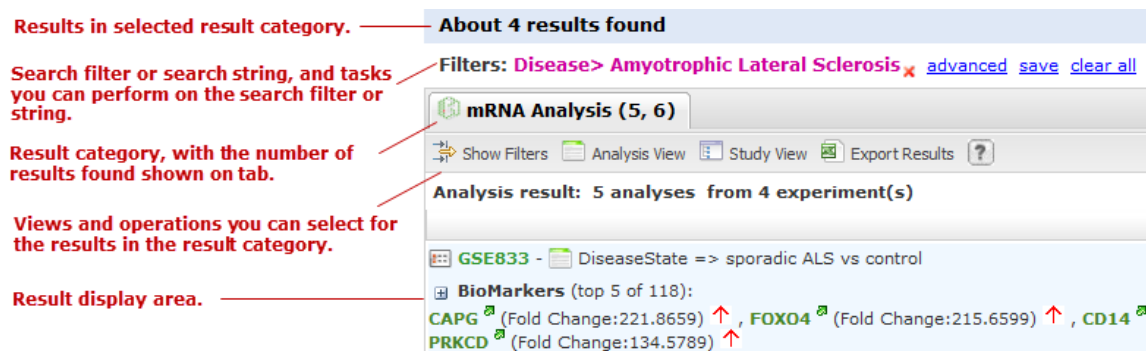 Results in selected result category.
About 4 results found
Search filter or search string, and tasks
you can perform on the search filter or
string.
Filters: Disease> Amyotrophic Lateral Sclerosis advanced save clear all
Result category, with the number of
results found shown on tab.
mRNA Analysis (5, 6)
Views and operations you can select for
the results in the result category.
Show Filters Analysis View Study View Export Results ?
Analysis result: 5 analyses from 4 experiment(s)
Result display area.
GSE833 - DiseaseState => sporadic ALS vs control
BioMarkers (top 5 of 118):
CAPG (Fold Change:221.8659) ↑ , FOXO4 (Fold Change:215.6599) ↑ , CD14
PRKCD (Fold Change:134.5789) ↑